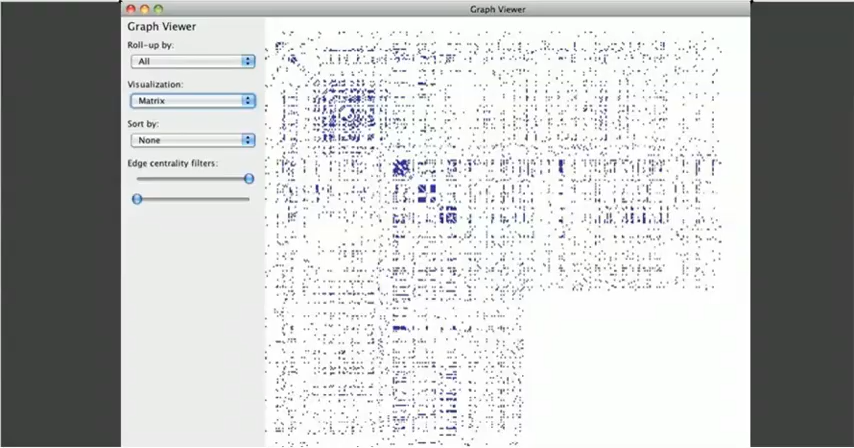 Graph Viewer
Graph Viewer
Roll-up by:
All
Visualization:
Matrix
Sort by:
None
Edge centrality filters: